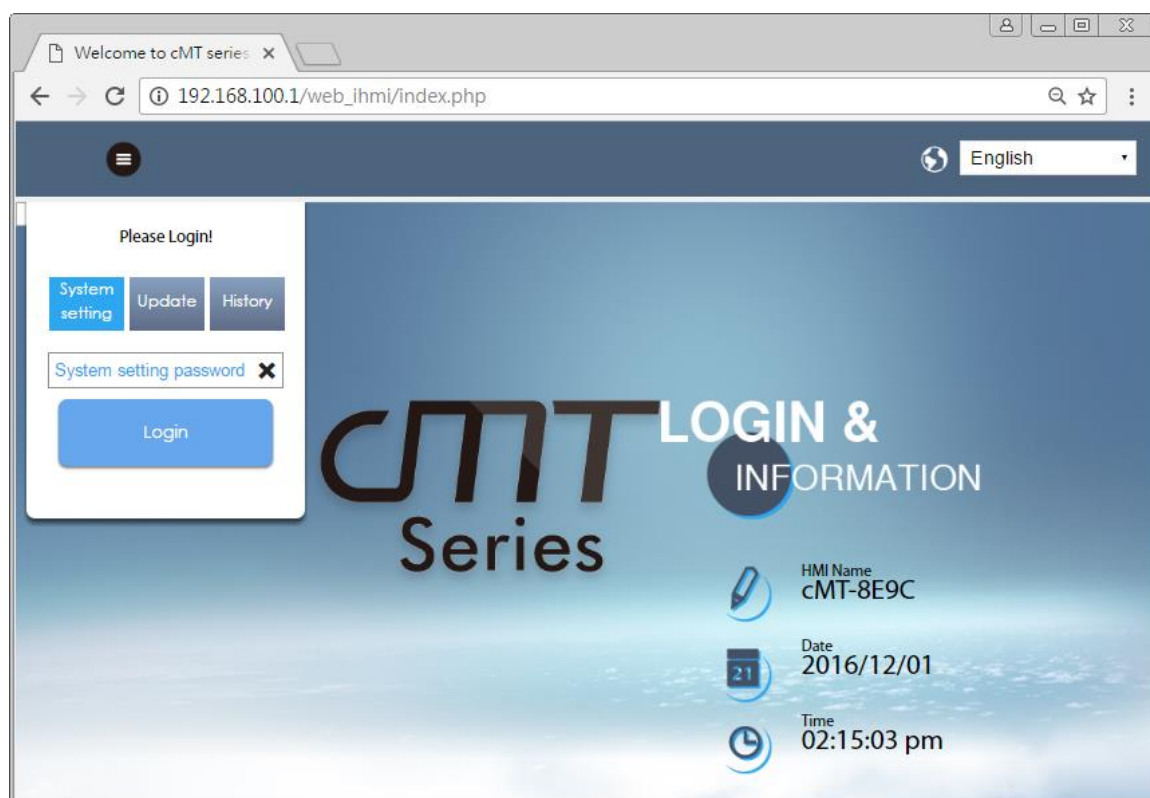 Welcome to cMT series
192.168.100.1/web_ihmi/index.php
English
Please Login!
System
setting
Update
History
System setting password
Login
cMT
Series
LOGIN &
INFORMATION
HMI Name
cMT-8E9C
Date
21
2016/12/01
Time
02:15:03 pm